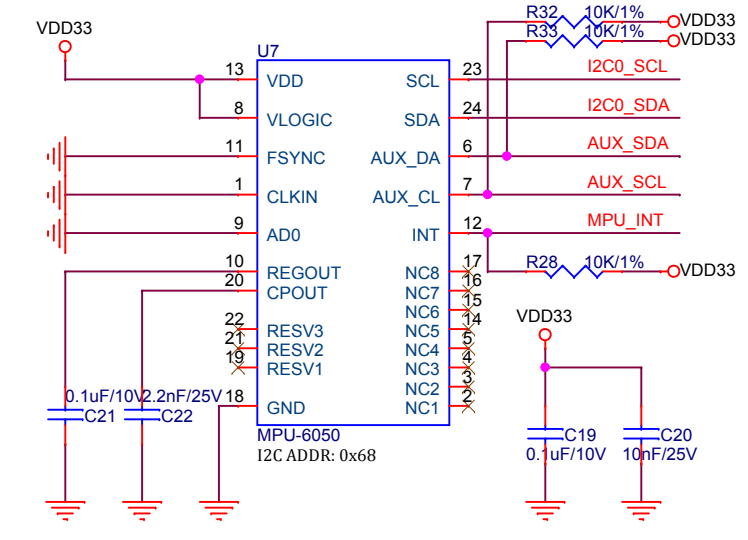 R32 10K/1% VDD33
R33 10K/1% VDD33
VDD33
U7
13 VDD SCL 23 I2C0_SCL
8 VLOGIC SDA 24 I2C0_SDA
11 FSYNC AUX_DA 6 AUX_SDA
1 CLKIN AUX_CL 7 AUX_SCL
9 AD0 INT 12 MPU_INT
10 REGOUT NC8 17 R28 10K/1% VDD33
20 CPOUT NC7 16
NC6 15
22 RESV3 NC5 14
21 RESV2 NC4 5
19 RESV1 NC3 4
NC2 3
18 GND NC1 2
VDD33
0.1uF/10V 2.2nF/25V
C21 C22
MPU-6050
I2C ADDR: 0x68
C19 C20
0.1uF/10V 10nF/25V